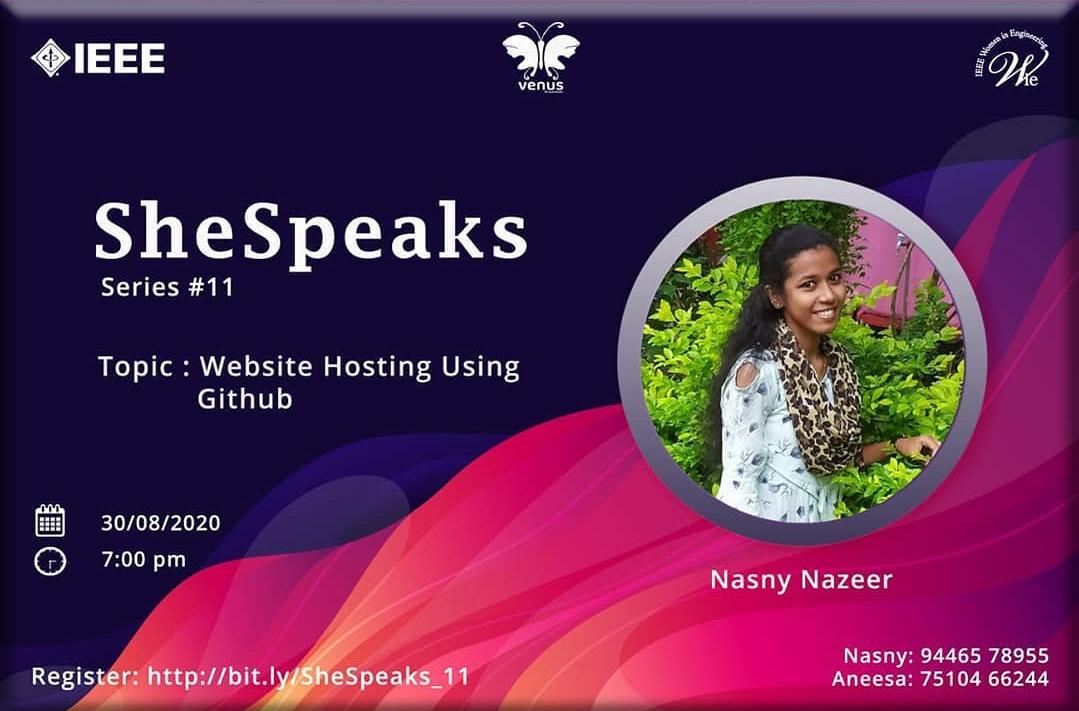 IEEE
venus
IEEE Women in Engineering
Wie
SheSpeaks
Series #11
Topic : Website Hosting Using
Github
30/08/2020
7:00 pm
Nasny Nazeer
Register: http://bit.ly/SheSpeaks_11
Nasny: 94465 78955
Aneesa: 75104 66244